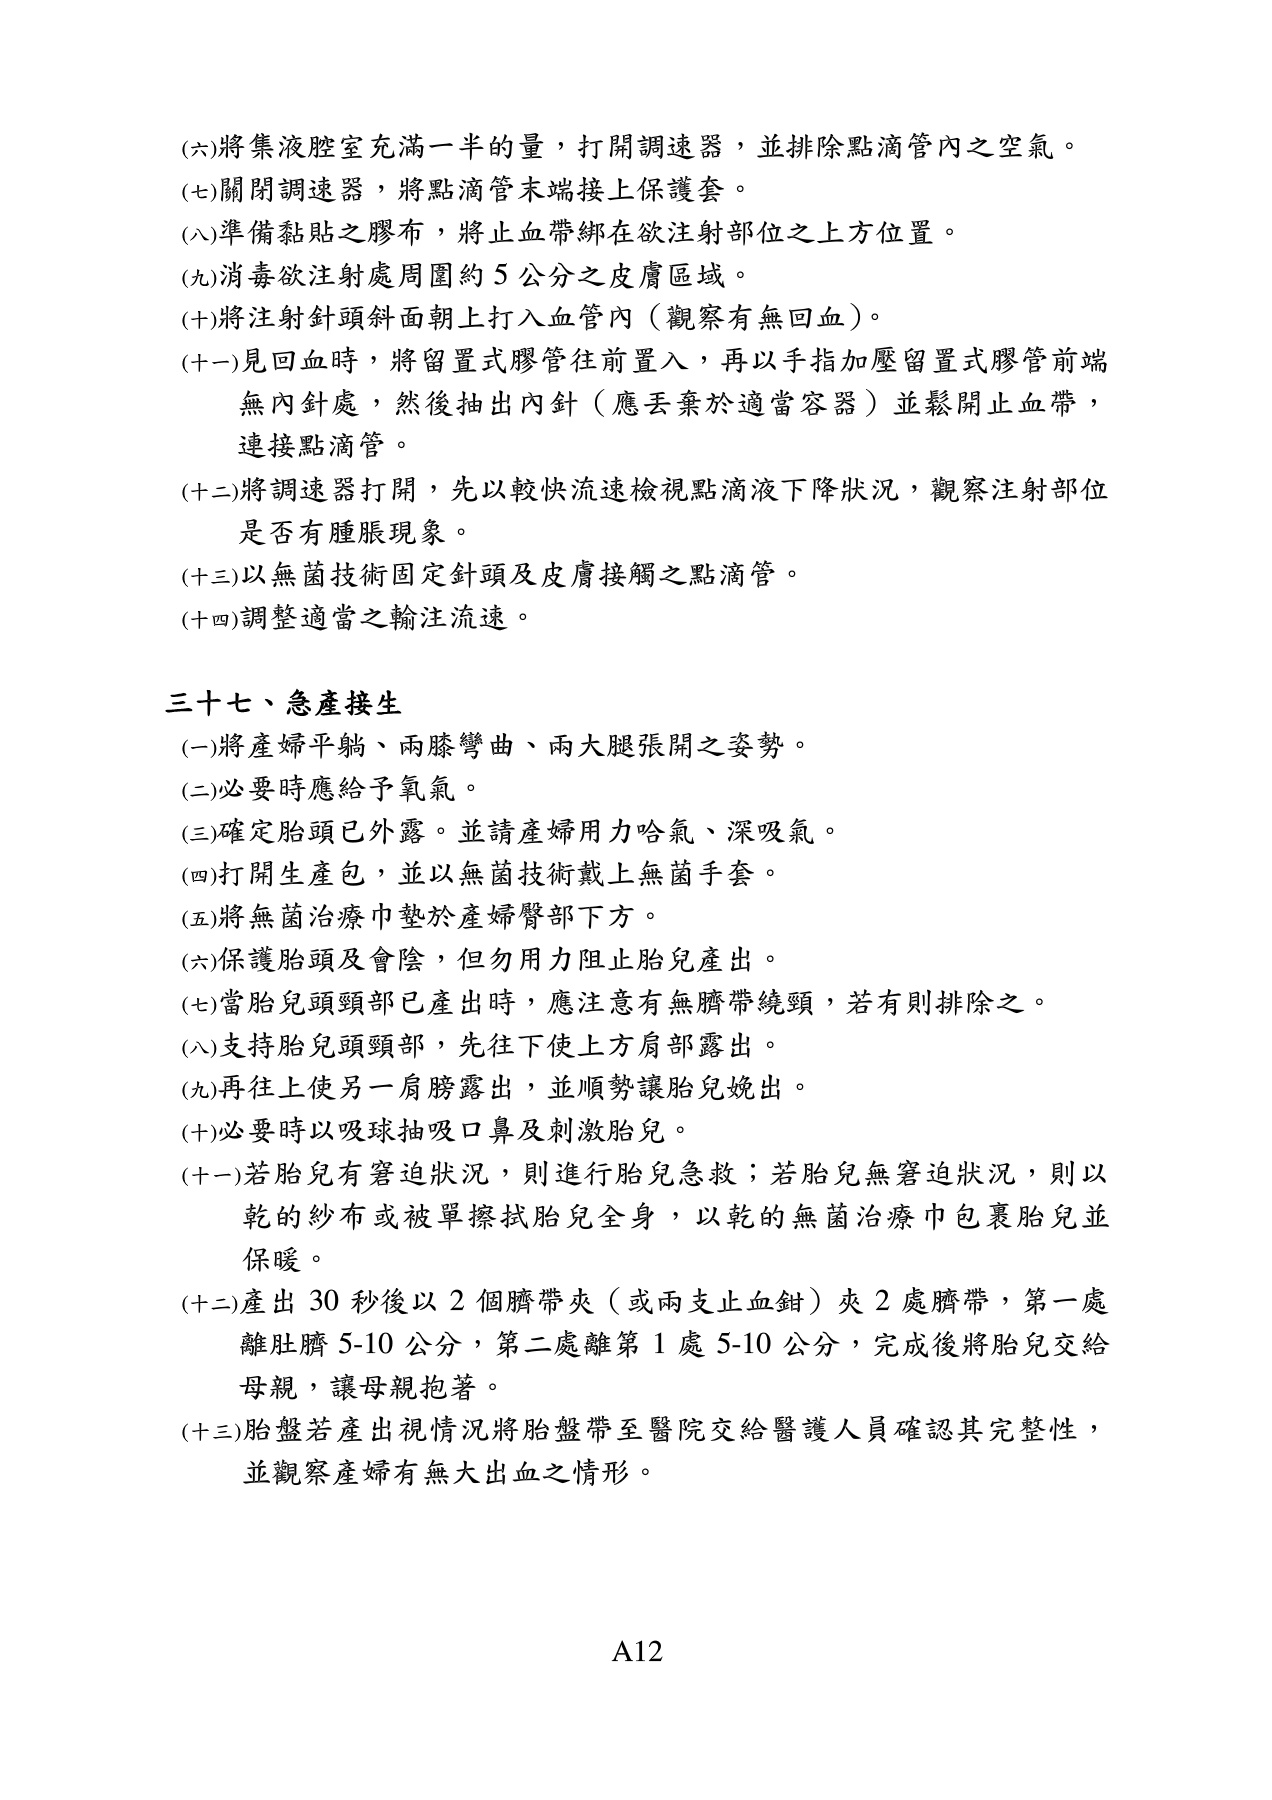 (六)將集液腔室充滿一半的量，打開調速器，並排除點滴管內之空氣。
(七)關閉調速器，將點滴管末端接上保護套。
(八)準備黏貼之膠布，將止血帶綁在欲注射部位之上方位置。
(九)消毒欲注射處周圍約 5 公分之皮膚區域。
(十)將注射針頭斜面朝上打入血管內（觀察有無回血）。
(十一)見回血時，將留置式膠管往前置入，再以手指加壓留置式膠管前端
無內針處，然後抽出內針（應丟棄於適當容器）並鬆開止血帶，
連接點滴管。
(十二)將調速器打開，先以較快流速檢視點滴液下降狀況，觀察注射部位
是否有腫脹現象。
(十三)以無菌技術固定針頭及皮膚接觸之點滴管。
(十四)調整適當之輸注流速。
三十七、急產接生
(一)將產婦平躺、兩膝彎曲、兩大腿張開之姿勢。
(二)必要時應給予氧氣。
(三)確定胎頭已外露。並請產婦用力哈氣、深吸氣。
(四)打開生產包，並以無菌技術戴上無菌手套。
(五)將無菌治療巾墊於產婦臀部下方。
(六)保護胎頭及會陰，但勿用力阻止胎兒產出。
(七)當胎兒頭頸部已產出時，應注意有無臍帶繞頸，若有則排除之。
(八)支持胎兒頭頸部，先往下使上方肩部露出。
(九)再往上使另一肩膀露出，並順勢讓胎兒娩出。
(十)必要時以吸球抽吸口鼻及刺激胎兒。
(十一)若胎兒有窘迫狀況，則進行胎兒急救；若胎兒無窘迫狀況，則以
乾的紗布或被單擦拭胎兒全身，以乾的無菌治療巾包裹胎兒並
保暖。
(十二)產出 30 秒後以 2 個臍帶夾（或兩支止血鉗）夾 2 處臍帶，第一處
離肚臍 5-10 公分，第二處離第 1 處 5-10 公分，完成後將胎兒交給
母親，讓母親抱著。
(十三)胎盤若產出視情況將胎盤帶至醫院交給醫護人員確認其完整性，
並觀察產婦有無大出血之情形。
A12